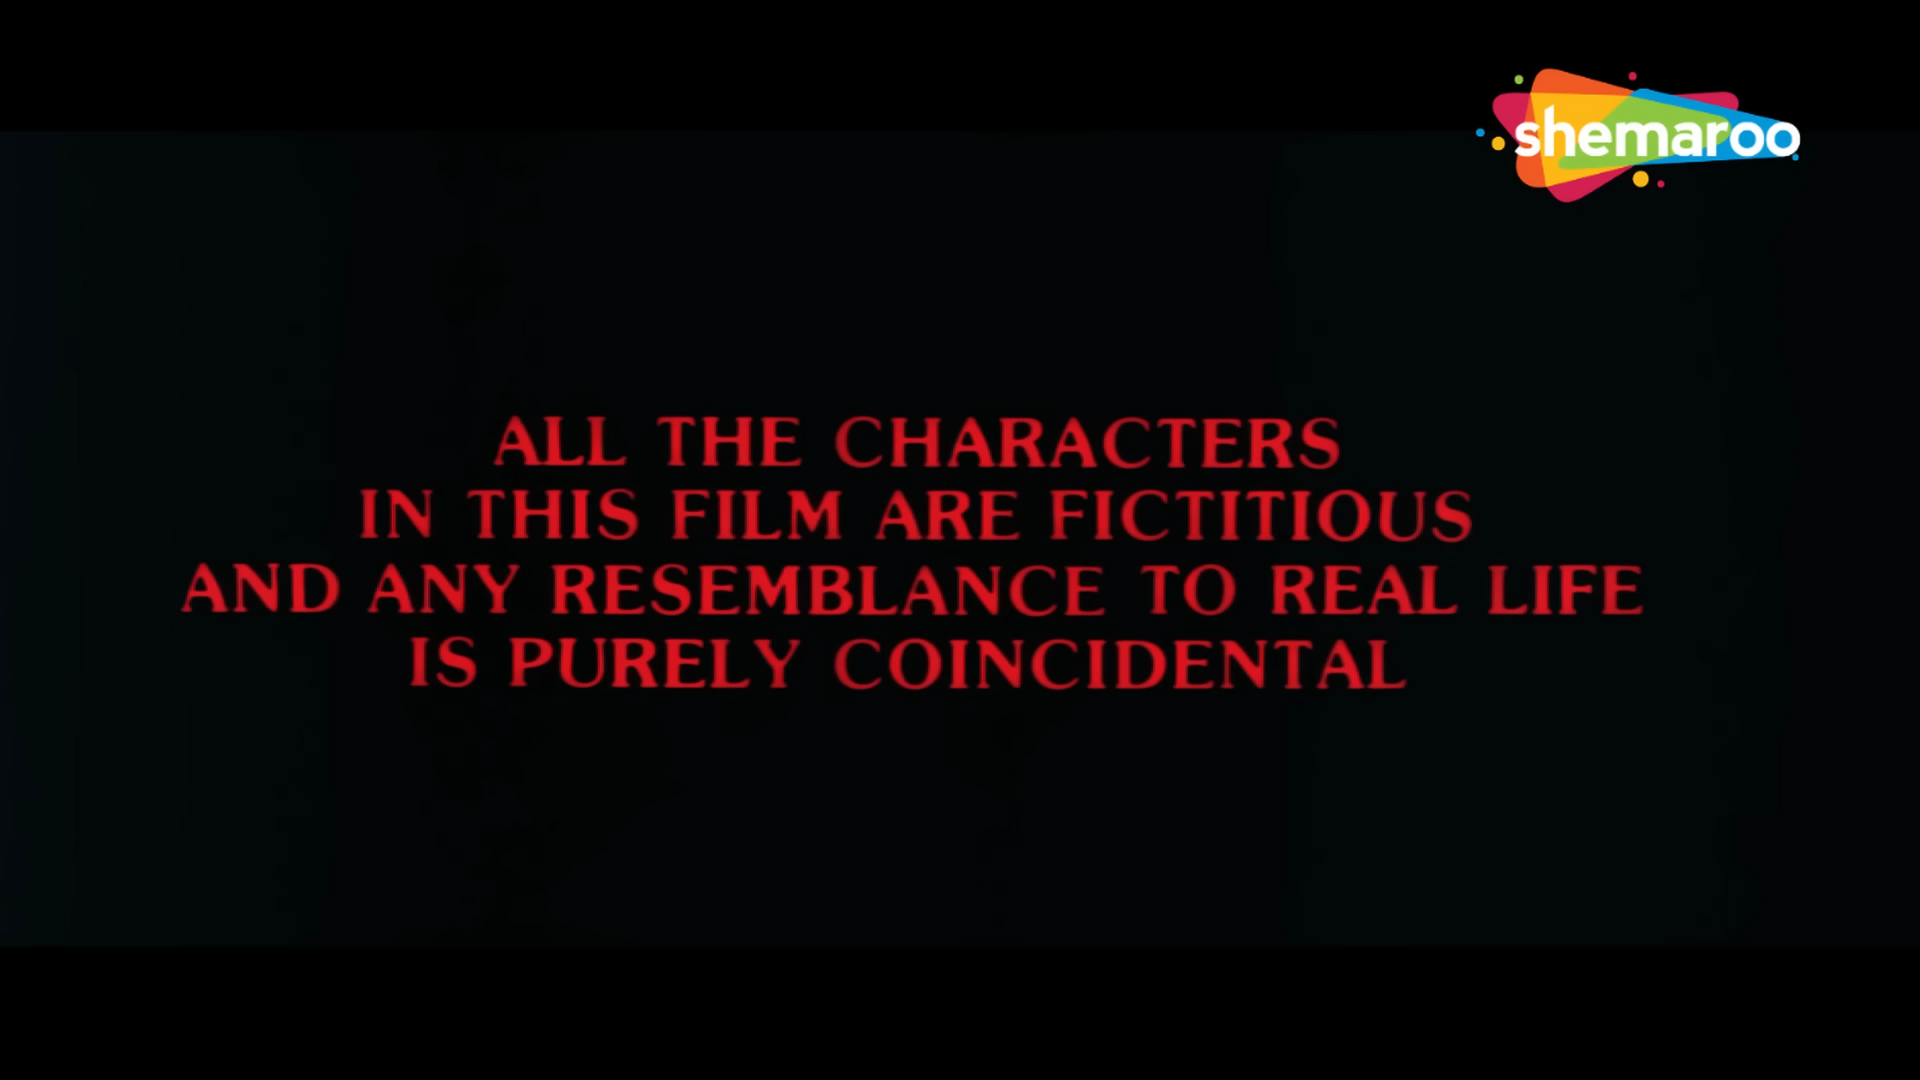 shemaroo
ALL THE CHARACTERS
IN THIS FILM ARE FICTITIOUS
AND ANY RESEMBLANCE TO REAL LIFE
IS PURELY COINCIDENTAL